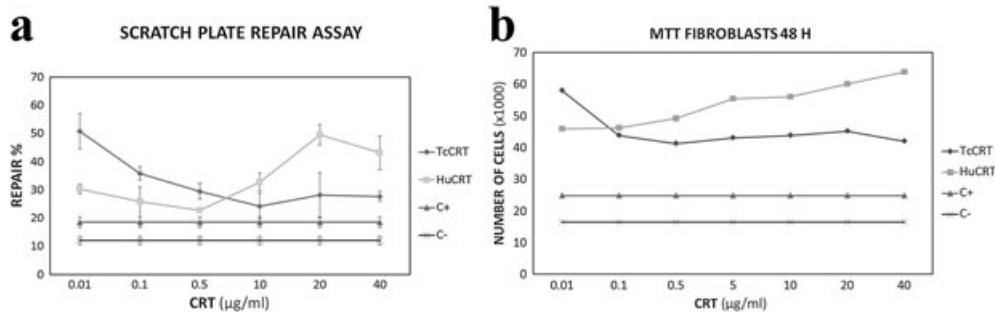 a
SCRATCH PLATE REPAIR ASSAY
REPAIR %
70
60
50
40
30
20
10
0
0.01 0.1 0.5 10 20 40
CRT (µg/ml)
TcCRT
HuCRT
C+
C-
b
MTT FIBROBLASTS 48 H
NUMBER OF CELLS (x1000)
70
60
50
40
30
20
10
0
0.01 0.1 0.5 5 10 20 40
CRT (µg/ml)
TcCRT
HuCRT
C+
C-